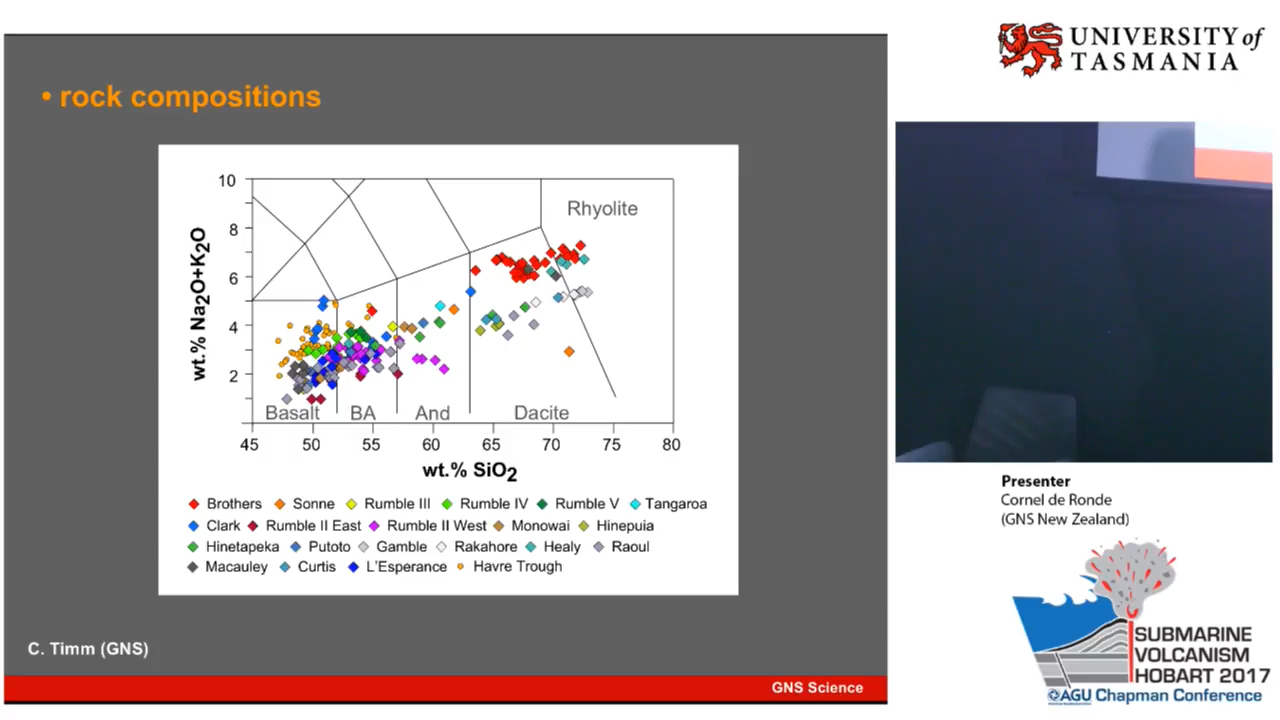 • rock compositions
wt.% Na2O+K2O
10
8
6
4
2
Rhyolite
Basalt BA And Dacite
45 50 55 60 65 70 75 80
wt.% SiO2
Brothers Sonne Rumble III Rumble IV Rumble V Tangaroa
Clark Rumble II East Rumble II West Monowai Hinepuia
Hinetapeka Putoto Gamble Rakahore Healy Raoul
Macauley Curtis L'Esperance Havre Trough
C. Timm (GNS)
GNS Science
UNIVERSITY of
TASMANIA
Presenter
Cornel de Ronde
(GNS New Zealand)
SUBMARINE
VOLCANISM
HOBART 2017
AGU Chapman Conference